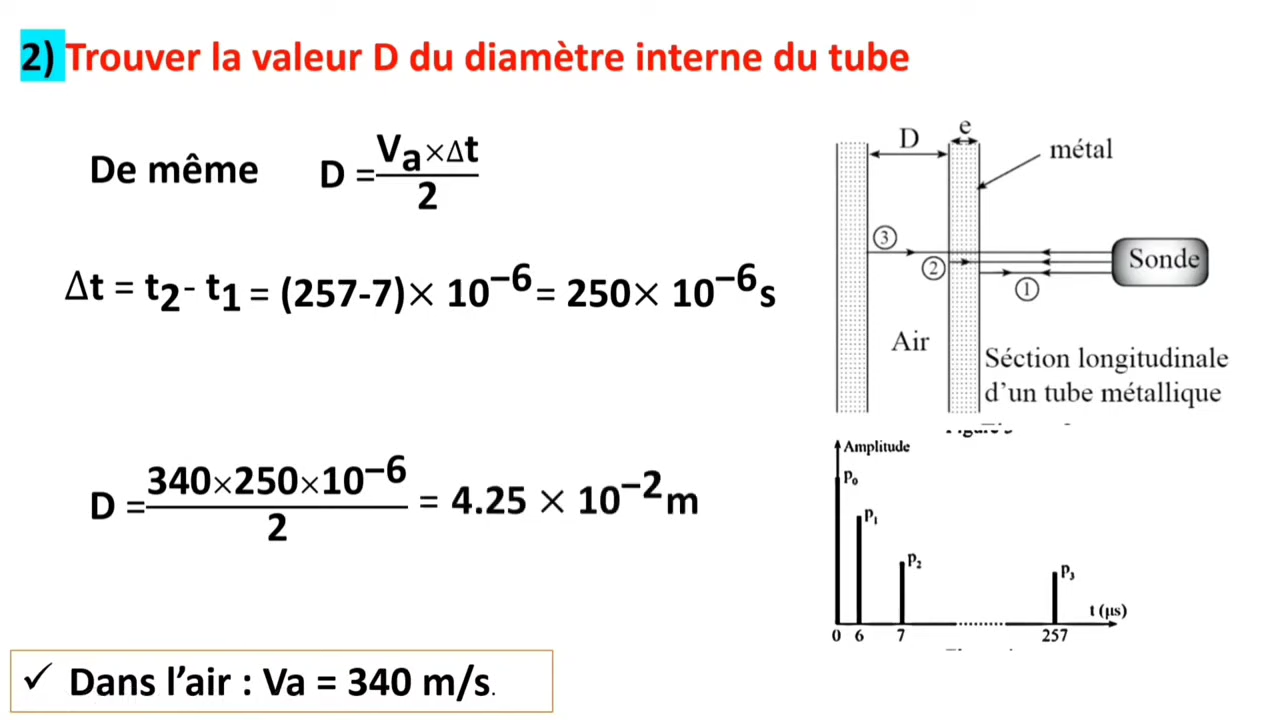 2) Trouver la valeur D du diamètre interne du tube
De même D = Va×Δt / 2
Δt = t2 - t1 = (257-7)× 10⁻⁶ = 250× 10⁻⁶s
D = 340×250×10⁻⁶ / 2 = 4.25 × 10⁻²m
✓ Dans l'air : Va = 340 m/s.
D
e
métal
③
②
①
Sonde
Air
Séction longitudinale
d'un tube métallique
Amplitude
P₀
P₁
P₂
P₃
t (μs)
0 6 7 257